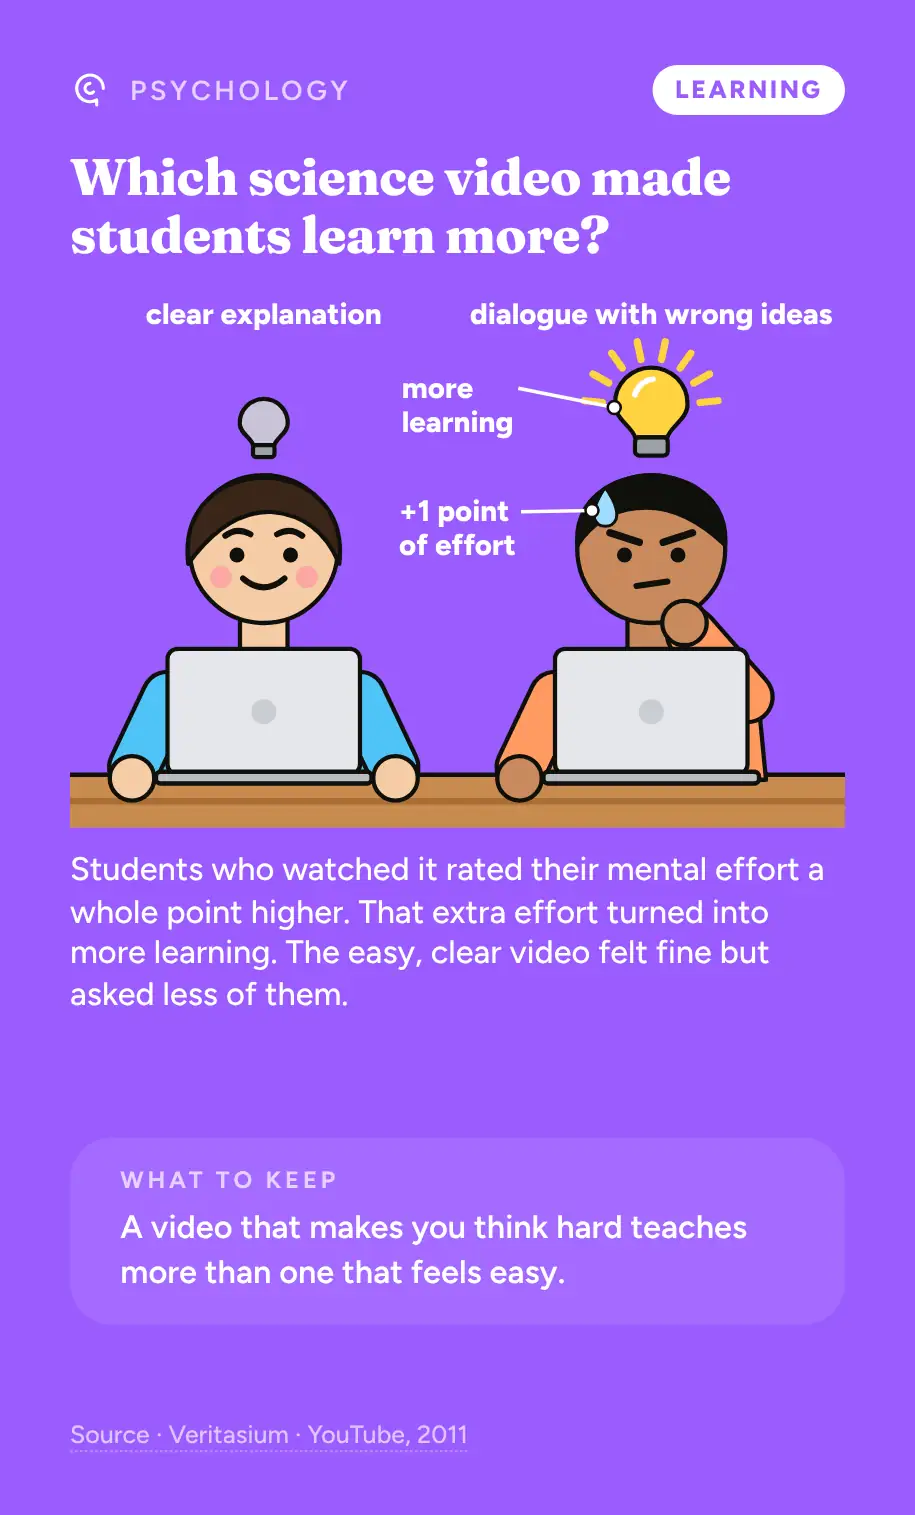 PSYCHOLOGY
LEARNING
Which science video made
students learn more?
clear explanation
dialogue with wrong ideas
more
learning
+1 point
of effort
Students who watched it rated their mental effort a
whole point higher. That extra effort turned into
more learning. The easy, clear video felt fine but
asked less of them.
WHAT TO KEEP
A video that makes you think hard teaches
more than one that feels easy.
Source · Veritasium · YouTube, 2011